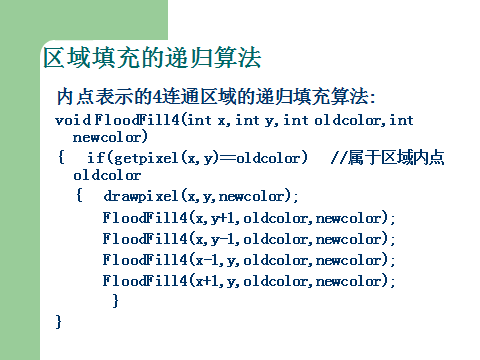 区域填充的递归算法
内点表示的4连通区域的递归填充算法:
void FloodFill4(int x,int y,int oldcolor,int
newcolor)
{ if(getpixel(x,y)==oldcolor) //属于区域内点
oldcolor
{ drawpixel(x,y,newcolor);
FloodFill4(x,y+1,oldcolor,newcolor);
FloodFill4(x,y-1,oldcolor,newcolor);
FloodFill4(x-1,y,oldcolor,newcolor);
FloodFill4(x+1,y,oldcolor,newcolor);
}
}